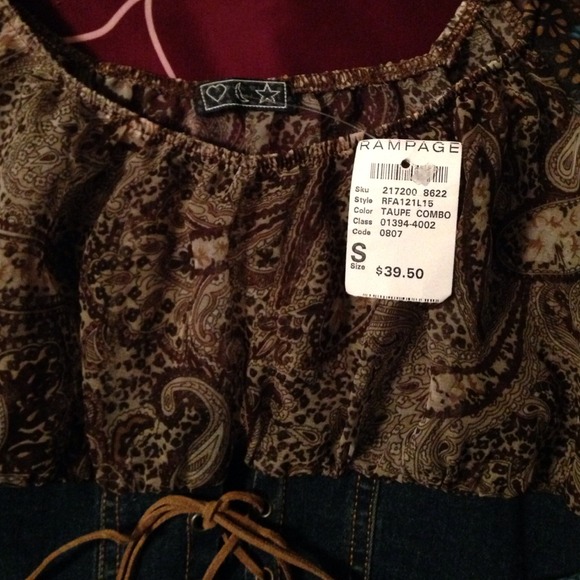 RAMPAGE
Sku 217200 8622
Style RFA121L15
Color TAUPE COMBO
Class 01394-4002
Code 0807
S
Size $39.50